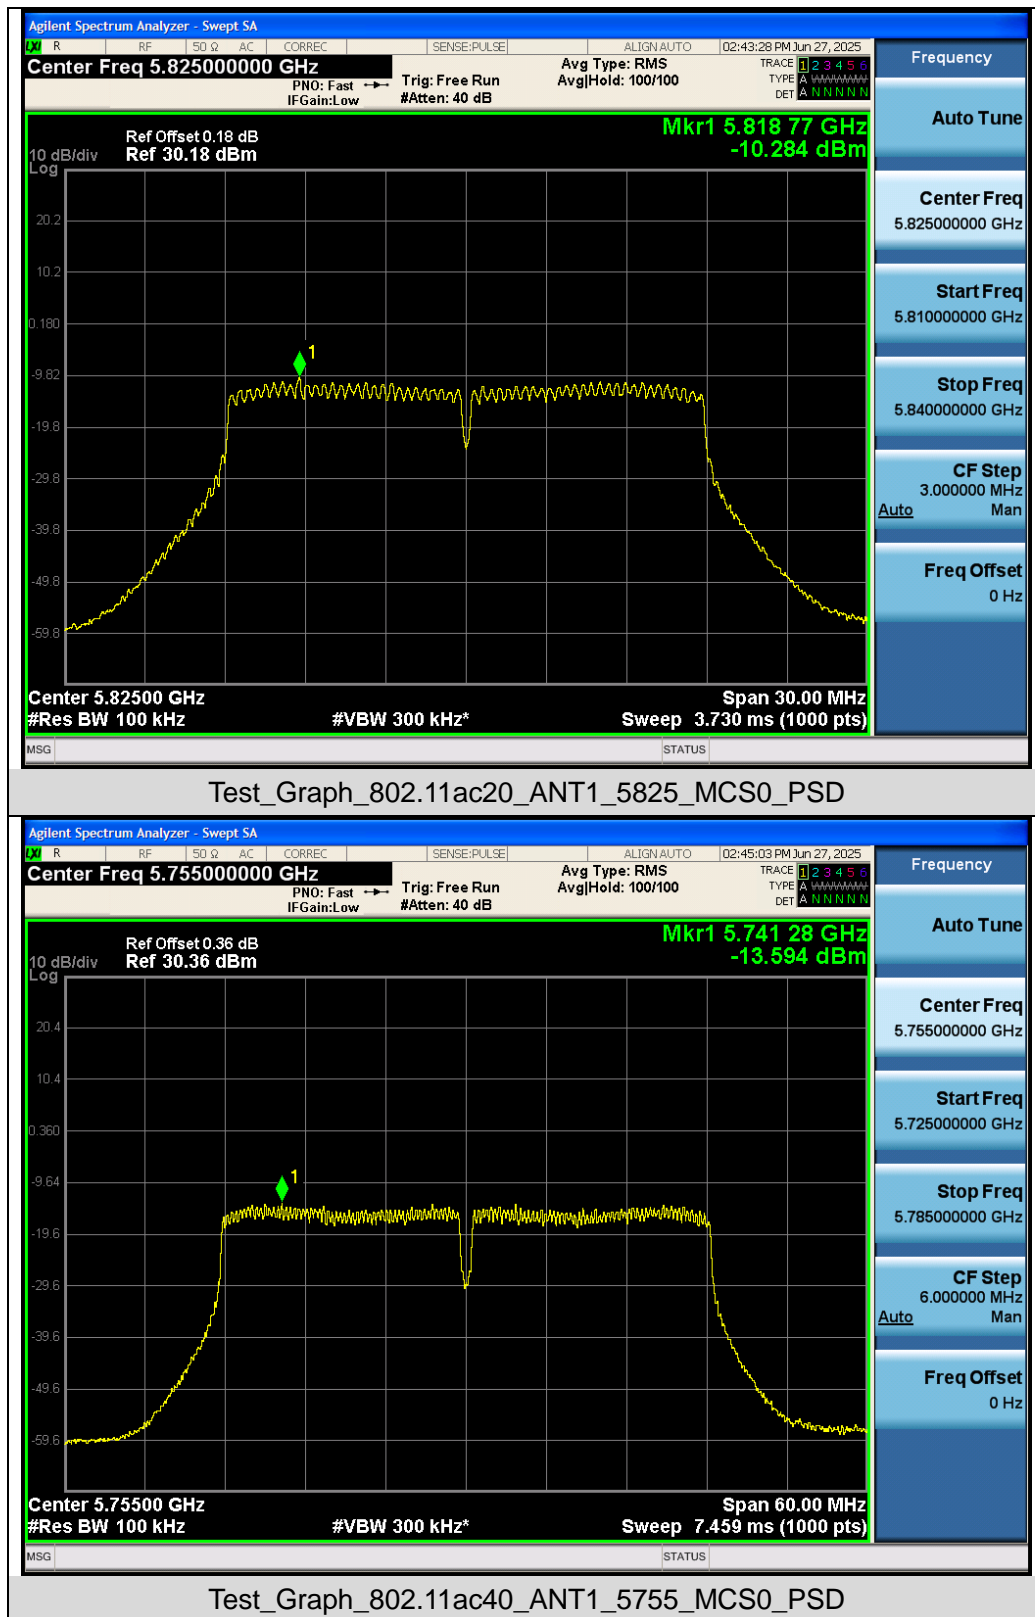 Agilent Spectrum Analyzer - Swept SA
LXI R RF 50 Ω AC CORREC SENSE:PULSE ALIGN AUTO 02:43:28 PM Jun 27, 2025
Center Freq 5.825000000 GHz
PNO: Fast
IFGain:Low
Trig: Free Run
#Atten: 40 dB
Avg Type: RMS
Avg|Hold: 100/100
TRACE 1 2 3 4 5 6
TYPE A WWWWW
DET A N N N N N
Mkr1 5.818 77 GHz
-10.284 dBm
Ref Offset 0.18 dB
10 dB/div Ref 30.18 dBm
Log
20.2
10.2
0.180
-9.82
-19.8
-29.8
-39.8
-49.8
-59.8
1
Center 5.82500 GHz Span 30.00 MHz
#Res BW 100 kHz #VBW 300 kHz* Sweep 3.730 ms (1000 pts)
MSG STATUS
Frequency
Auto Tune
Center Freq
5.825000000 GHz
Start Freq
5.810000000 GHz
Stop Freq
5.840000000 GHz
CF Step
3.000000 MHz
Auto Man
Freq Offset
0 Hz
Test_Graph_802.11ac20_ANT1_5825_MCS0_PSD
Agilent Spectrum Analyzer - Swept SA
LXI R RF 50 Ω AC CORREC SENSE:PULSE ALIGN AUTO 02:45:03 PM Jun 27, 2025
Center Freq 5.755000000 GHz
PNO: Fast
IFGain:Low
Trig: Free Run
#Atten: 40 dB
Avg Type: RMS
Avg|Hold: 100/100
TRACE 1 2 3 4 5 6
TYPE A WWWWW
DET A N N N N N
Mkr1 5.741 28 GHz
-13.594 dBm
Ref Offset 0.36 dB
10 dB/div Ref 30.36 dBm
Log
20.4
10.4
0.360
-9.64
-19.6
-29.6
-39.6
-49.6
-59.6
1
Center 5.75500 GHz Span 60.00 MHz
#Res BW 100 kHz #VBW 300 kHz* Sweep 7.459 ms (1000 pts)
MSG STATUS
Frequency
Auto Tune
Center Freq
5.755000000 GHz
Start Freq
5.725000000 GHz
Stop Freq
5.785000000 GHz
CF Step
6.000000 MHz
Auto Man
Freq Offset
0 Hz
Test_Graph_802.11ac40_ANT1_5755_MCS0_PSD